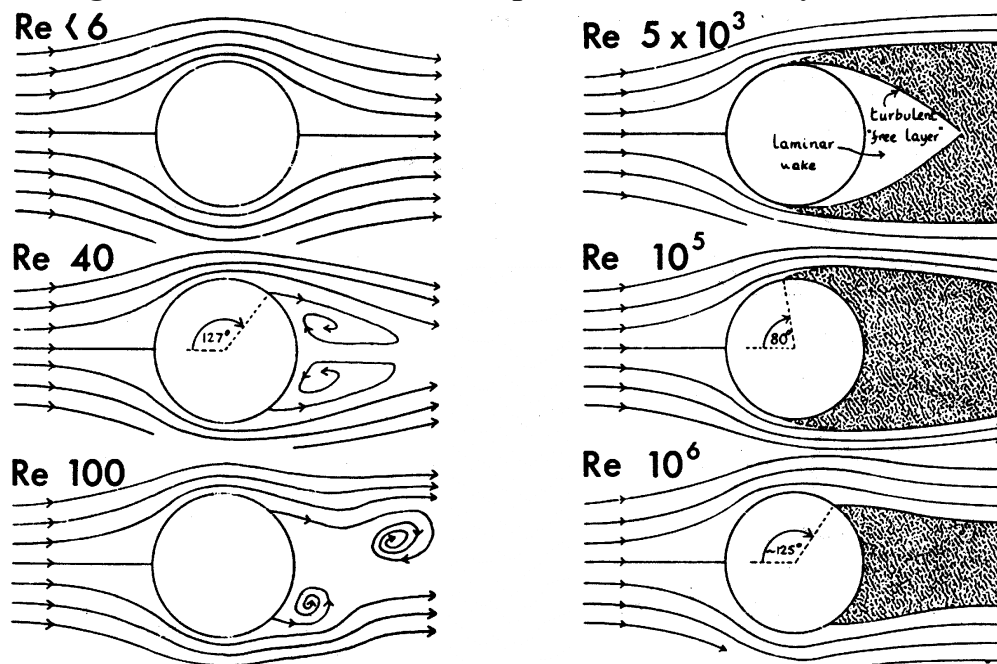 Re < 6
Re 40
127°
Re 100
Re 5 x 10³
turbulent
"free layer"
laminar
wake
Re 10⁵
80°
Re 10⁶
~125°